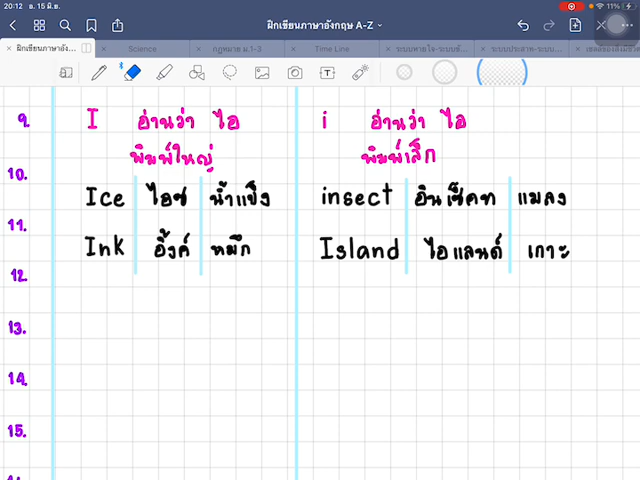 20:12 อ. 15 มิ.ย.
11%
ฝึกเขียนภาษาอังกฤษ A-Z
ฝึกเขียนภาษาอัง... Science กฎหมาย ม.1-3 Time Line ระบบหายใจ-ระบบขั... ระบบประสาท-ระบบ...
9. I อ่านว่า ไอ i อ่านว่า ไอ
พิมพ์ใหญ่ พิมพ์เล็ก
10.
Ice ไอซ น้ำแข็ง insect อินเซ็คท แมลง
11.
Ink อิ้งค์ หมึก Island ไอแลนด์ เกาะ
12.
13.
14.
15.